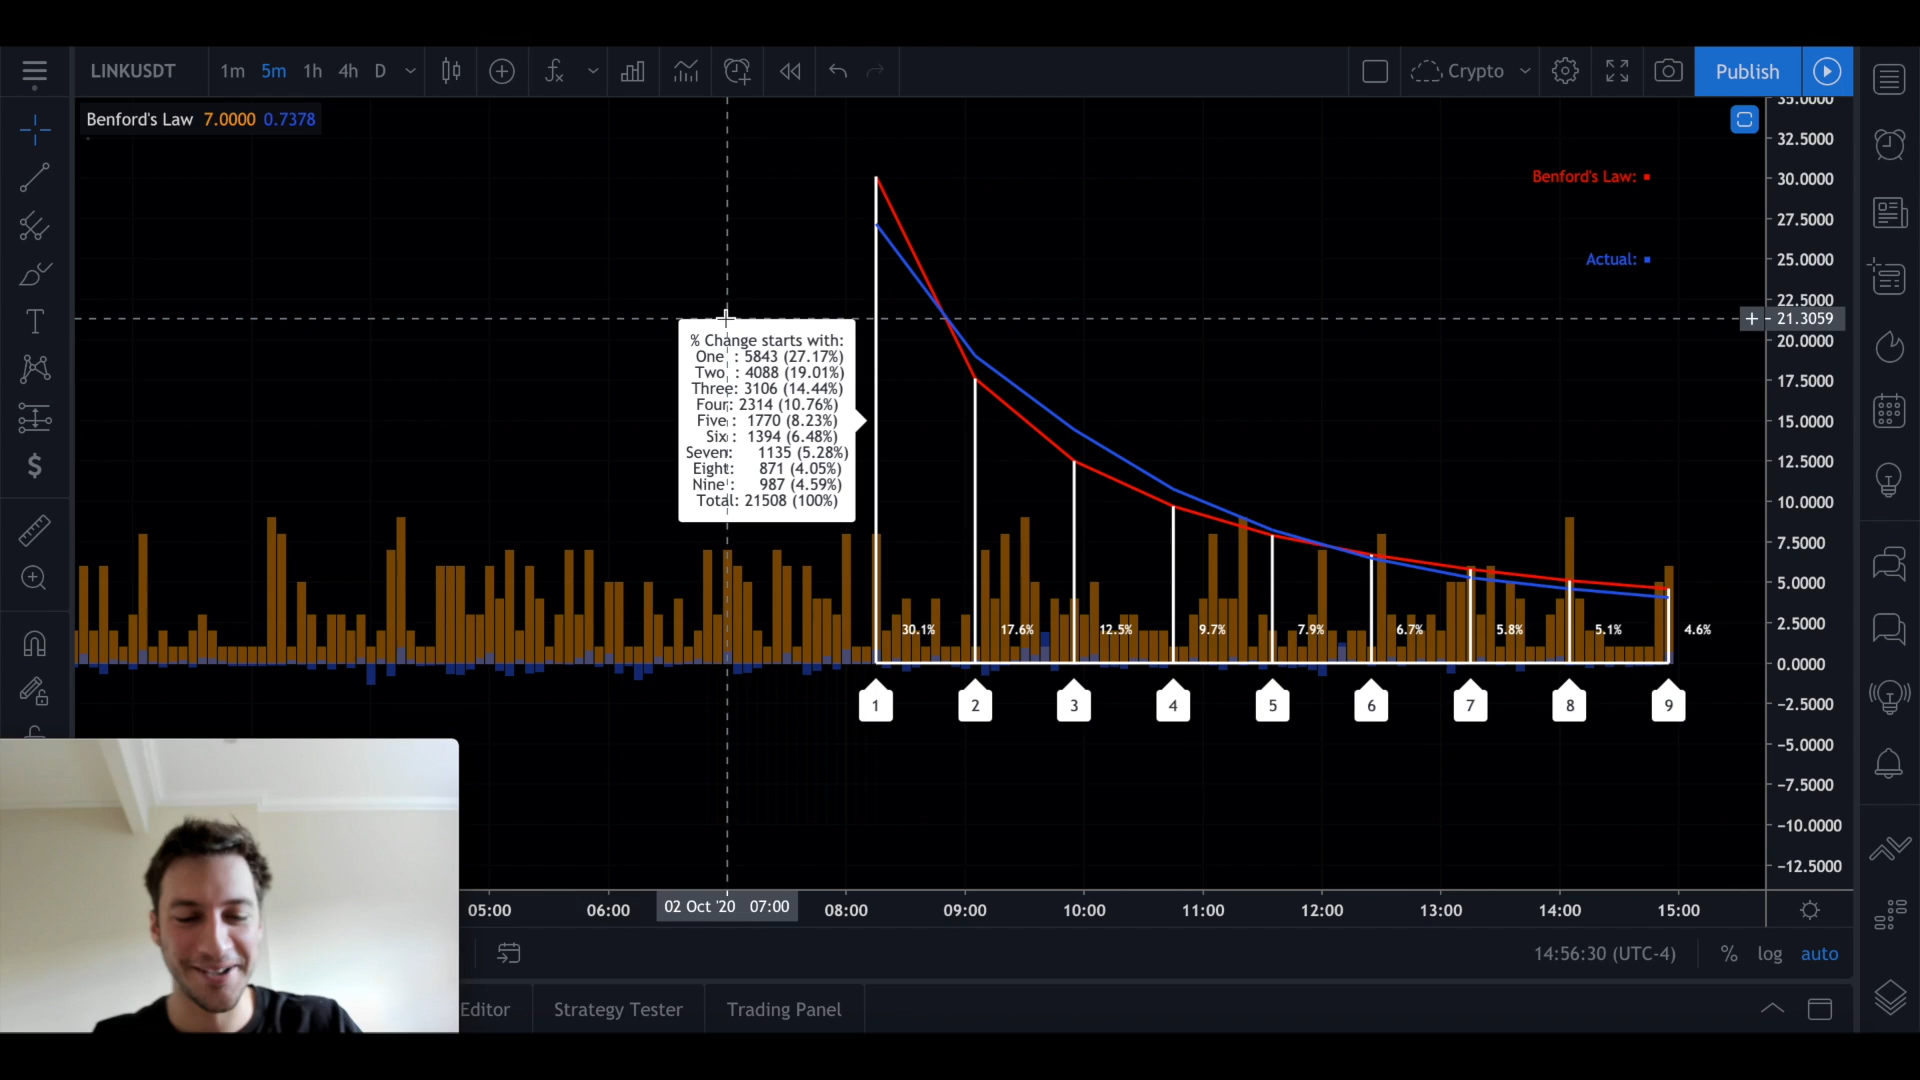 LINKUSDT 1m 5m 1h 4h D Crypto Publish
Benford's Law 7.0000 0.7378
35.0000
32.5000
30.0000
27.5000
25.0000
22.5000
21.3059
20.0000
17.5000
15.0000
12.5000
10.0000
7.5000
5.0000
2.5000
0.0000
−2.5000
−5.0000
−7.5000
−10.0000
−12.5000
Benford's Law:
Actual:
% Change starts with:
One : 5843 (27.17%)
Two : 4088 (19.01%)
Three: 3106 (14.44%)
Four: 2314 (10.76%)
Five : 1770 (8.23%)
Six : 1394 (6.48%)
Seven: 1135 (5.28%)
Eight: 871 (4.05%)
Nine : 987 (4.59%)
Total: 21508 (100%)
30.1% 17.6% 12.5% 9.7% 7.9% 6.7% 5.8% 5.1% 4.6%
1 2 3 4 5 6 7 8 9
05:00 06:00 02 Oct '20 07:00 08:00 09:00 10:00 11:00 12:00 13:00 14:00 15:00
14:56:30 (UTC-4) % log auto
Editor Strategy Tester Trading Panel